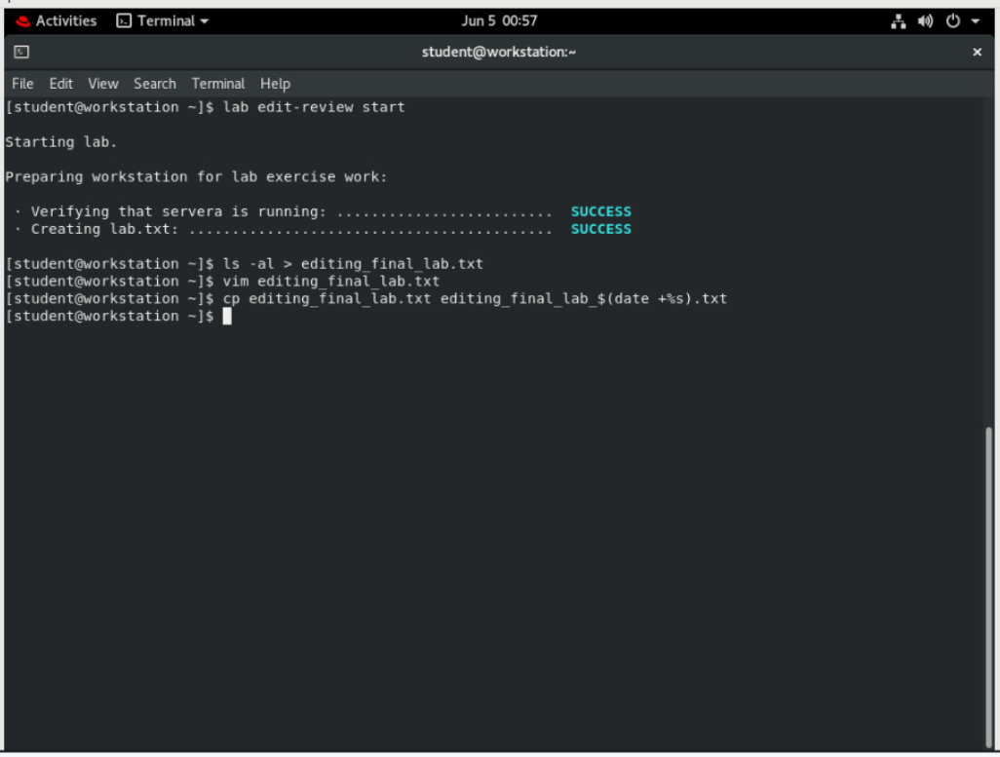 Activities Terminal Jun 5 00:57
student@workstation:~
File Edit View Search Terminal Help
[student@workstation ~]$ lab edit-review start
Starting lab.
Preparing workstation for lab exercise work:
· Verifying that servera is running: ......................... SUCCESS
· Creating lab.txt: .......................................... SUCCESS
[student@workstation ~]$ ls -al > editing_final_lab.txt
[student@workstation ~]$ vim editing_final_lab.txt
[student@workstation ~]$ cp editing_final_lab.txt editing_final_lab_$(date +%s).txt
[student@workstation ~]$